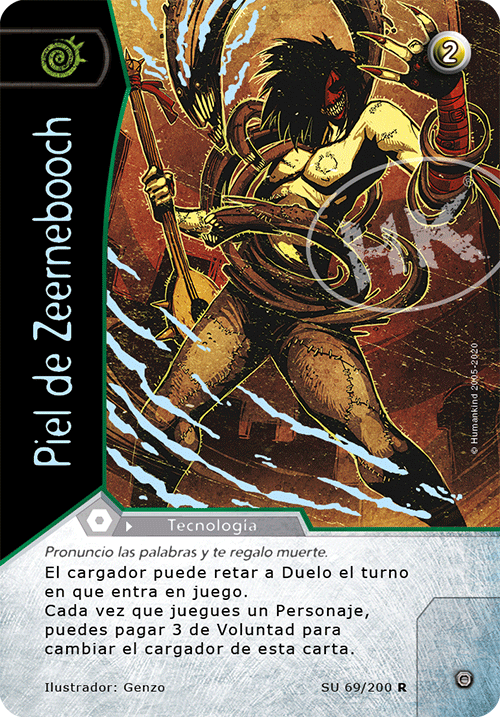 2
Piel de Zeernebooch
HK
© Humankind 2005-2020
Tecnología
Pronuncio las palabras y te regalo muerte.
El cargador puede retar a Duelo el turno
en que entra en juego.
Cada vez que juegues un Personaje,
puedes pagar 3 de Voluntad para
cambiar el cargador de esta carta.
Ilustrador: Genzo
SU 69/200 R